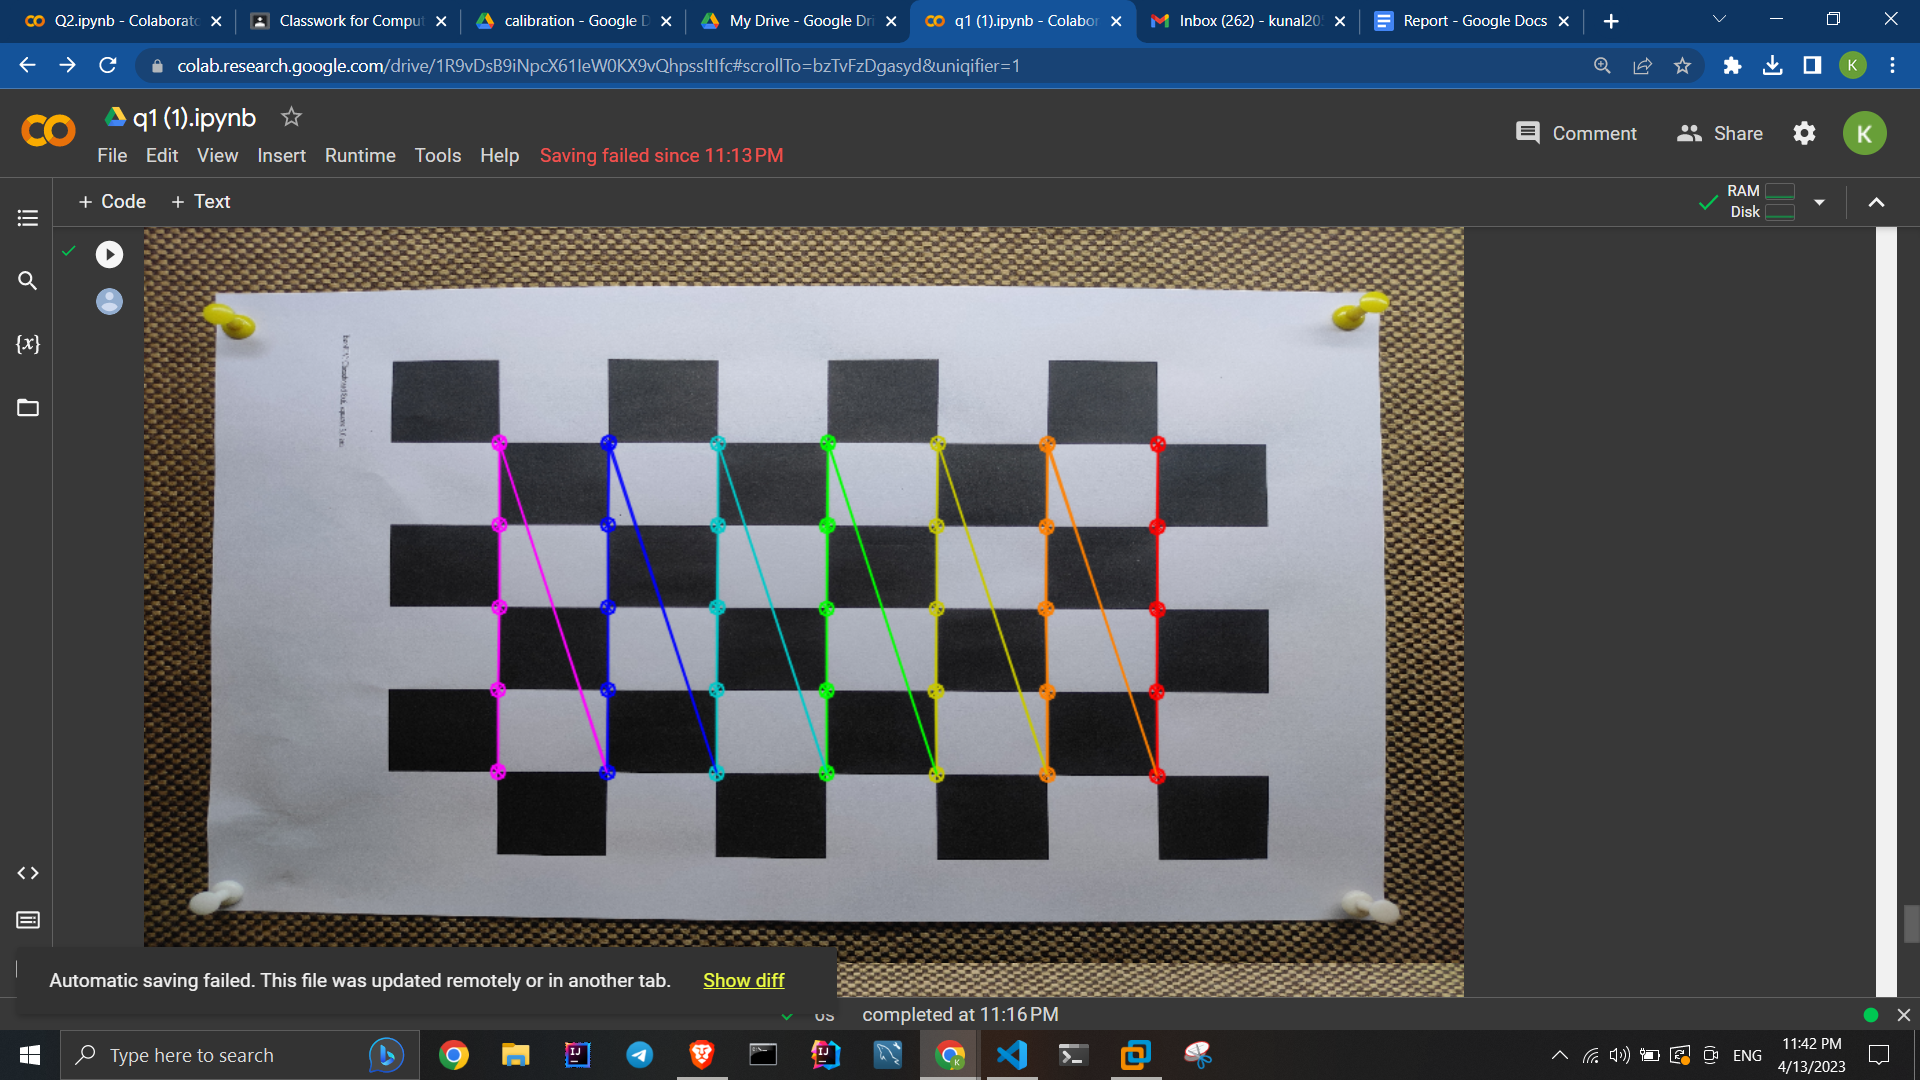 Q2.ipynb - Colaborat
Classwork for Comput
calibration - Google D
My Drive - Google Dri
q1 (1).ipynb - Colabor
Inbox (262) - kunal20
Report - Google Docs
colab.research.google.com/drive/1R9vDsB9iNpcX61IeW0KX9vQhpssItIfc#scrollTo=bzTvFzDgasyd&uniqifier=1
K
CO
q1 (1).ipynb
Comment
Share
K
File Edit View Insert Runtime Tools Help Saving failed since 11:13 PM
+ Code + Text
RAM
Disk
{x}
Automatic saving failed. This file was updated remotely or in another tab. Show diff
0s completed at 11:16 PM
Type here to search
ENG
11:42 PM
4/13/2023